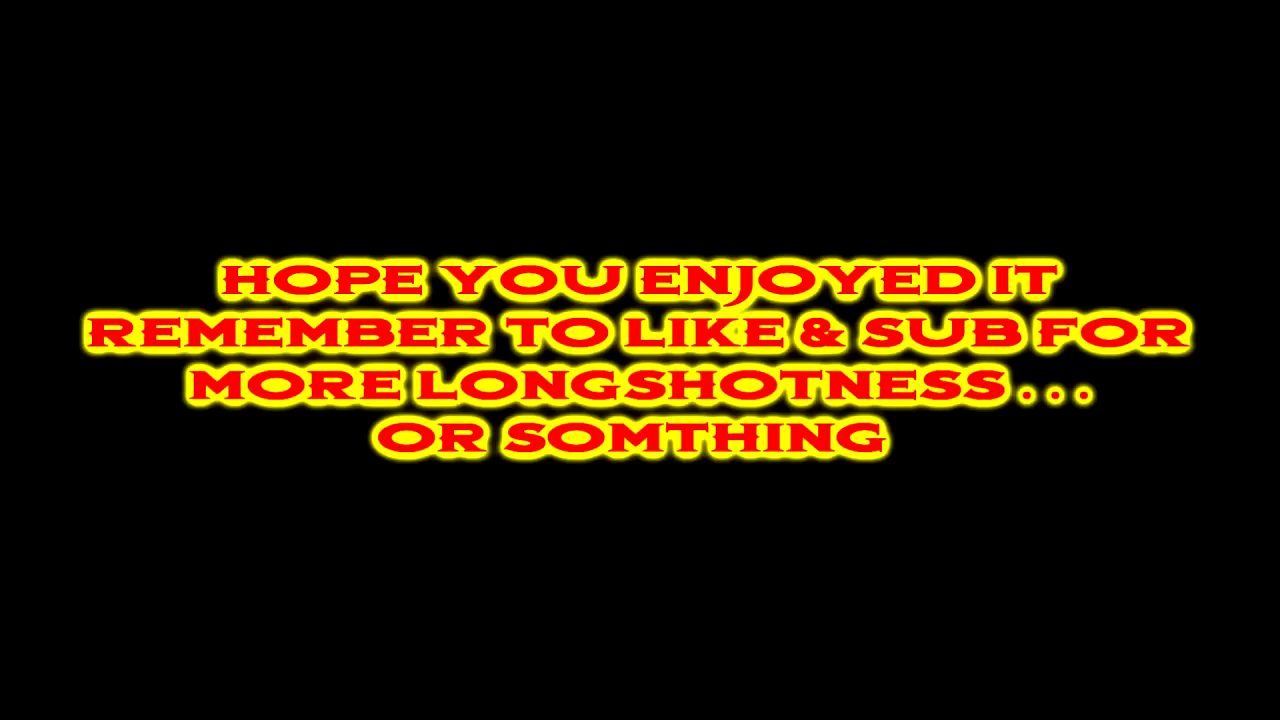 HOPE YOU ENJOYED IT
REMEMBER TO LIKE & SUB FOR
MORE LONGSHOTNESS . . .
OR SOMTHING